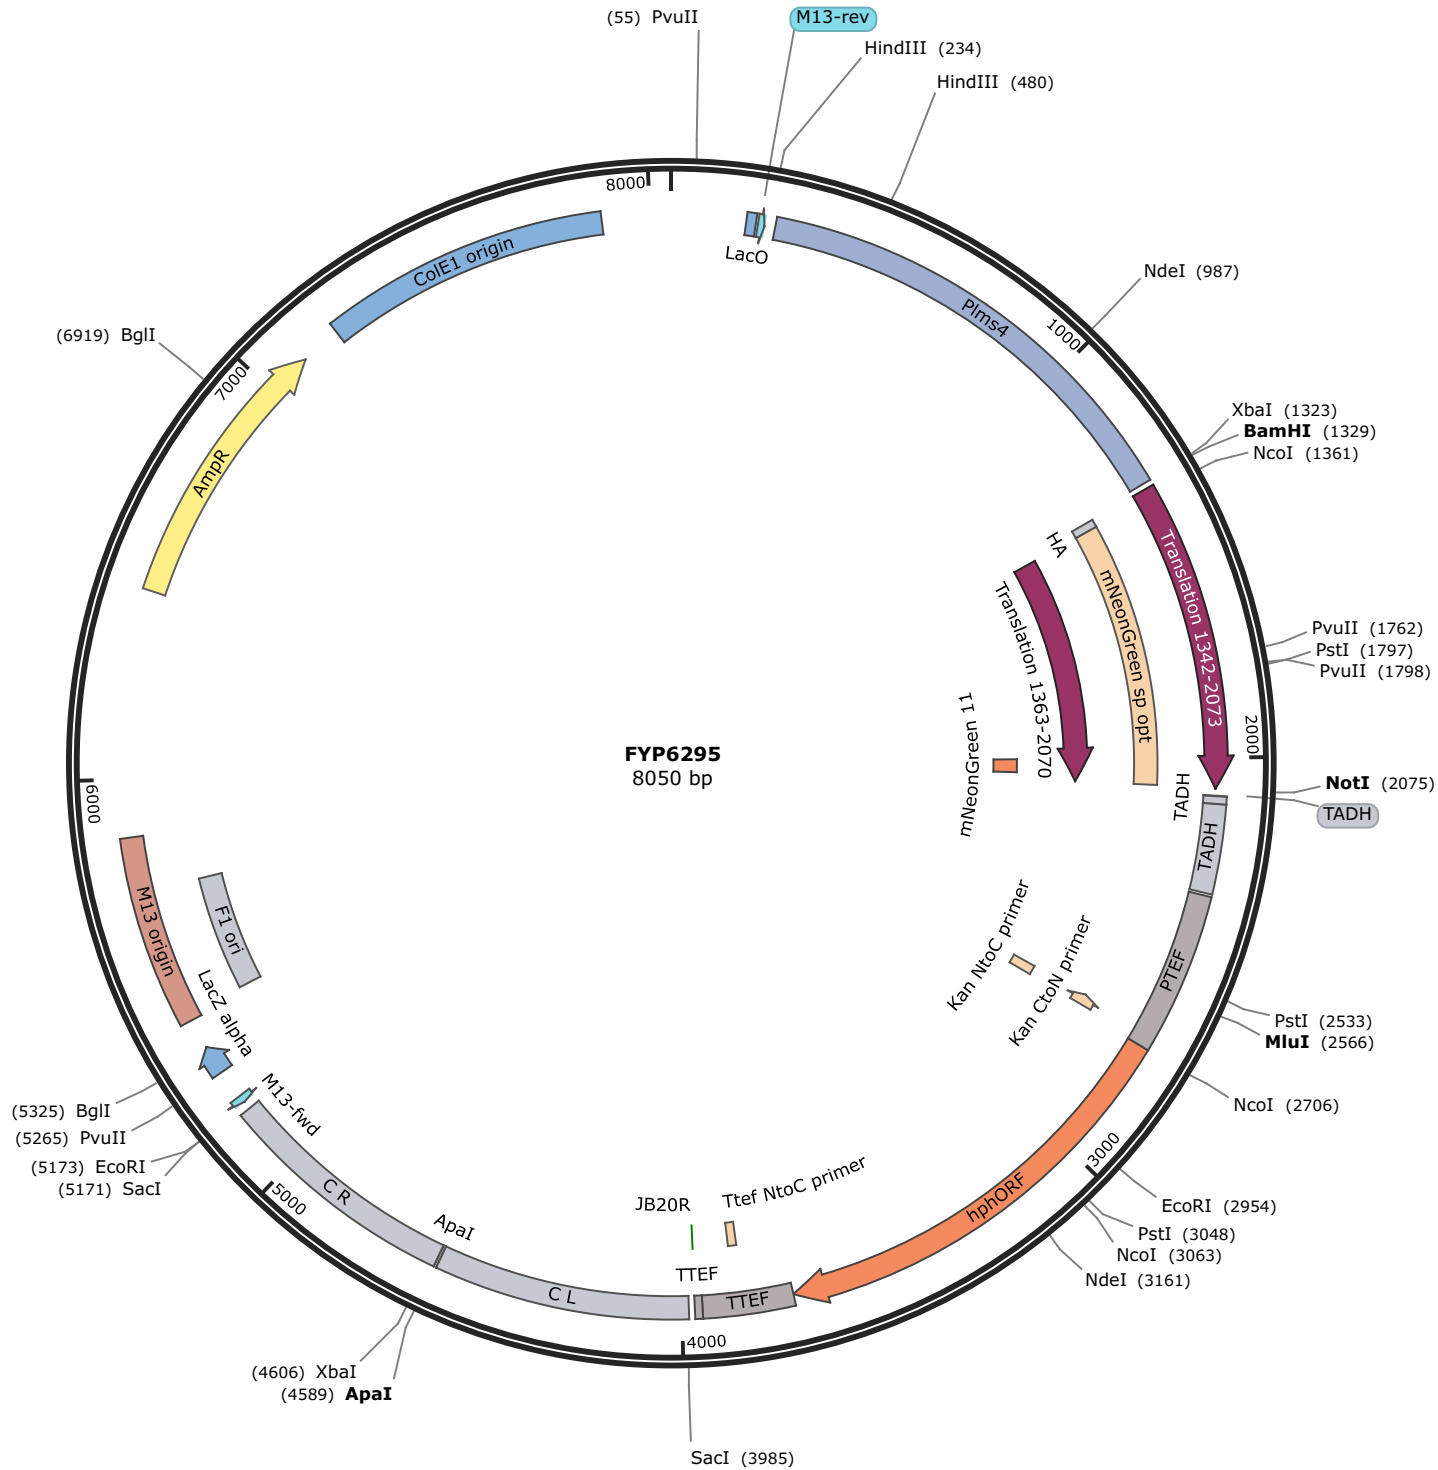 (55) PvuII
M13-rev
HindIII (234)
HindIII (480)
8000
LacO
ColE1 origin
Plms4
NdeI (987)
1000
(6919) BglI
7000
AmpR
XbaI (1323)
BamHI (1329)
NcoI (1361)
HA
mNeonGreen sp opt
Translation 1342-2073
Translation 1363-2070
mNeonGreen 11
PvuII (1762)
PstI (1797)
PvuII (1798)
2000
FYP6295
8050 bp
NotI (2075)
TADH
TADH
TADH
6000
M13 origin
F1 ori
LacZ alpha
M13-fwd
Kan NtoC primer
Kan CtoN primer
PTEF
PstI (2533)
MluI (2566)
NcoI (2706)
3000
EcoRI (2954)
PstI (3048)
NcoI (3063)
NdeI (3161)
hphORF
(5325) BglI
(5265) PvuII
(5173) EcoRI
(5171) SacI
5000
C R
ApaI
JB20R
Ttef NtoC primer
TTEF
TTEF
C L
4000
(4606) XbaI
(4589) ApaI
SacI (3985)